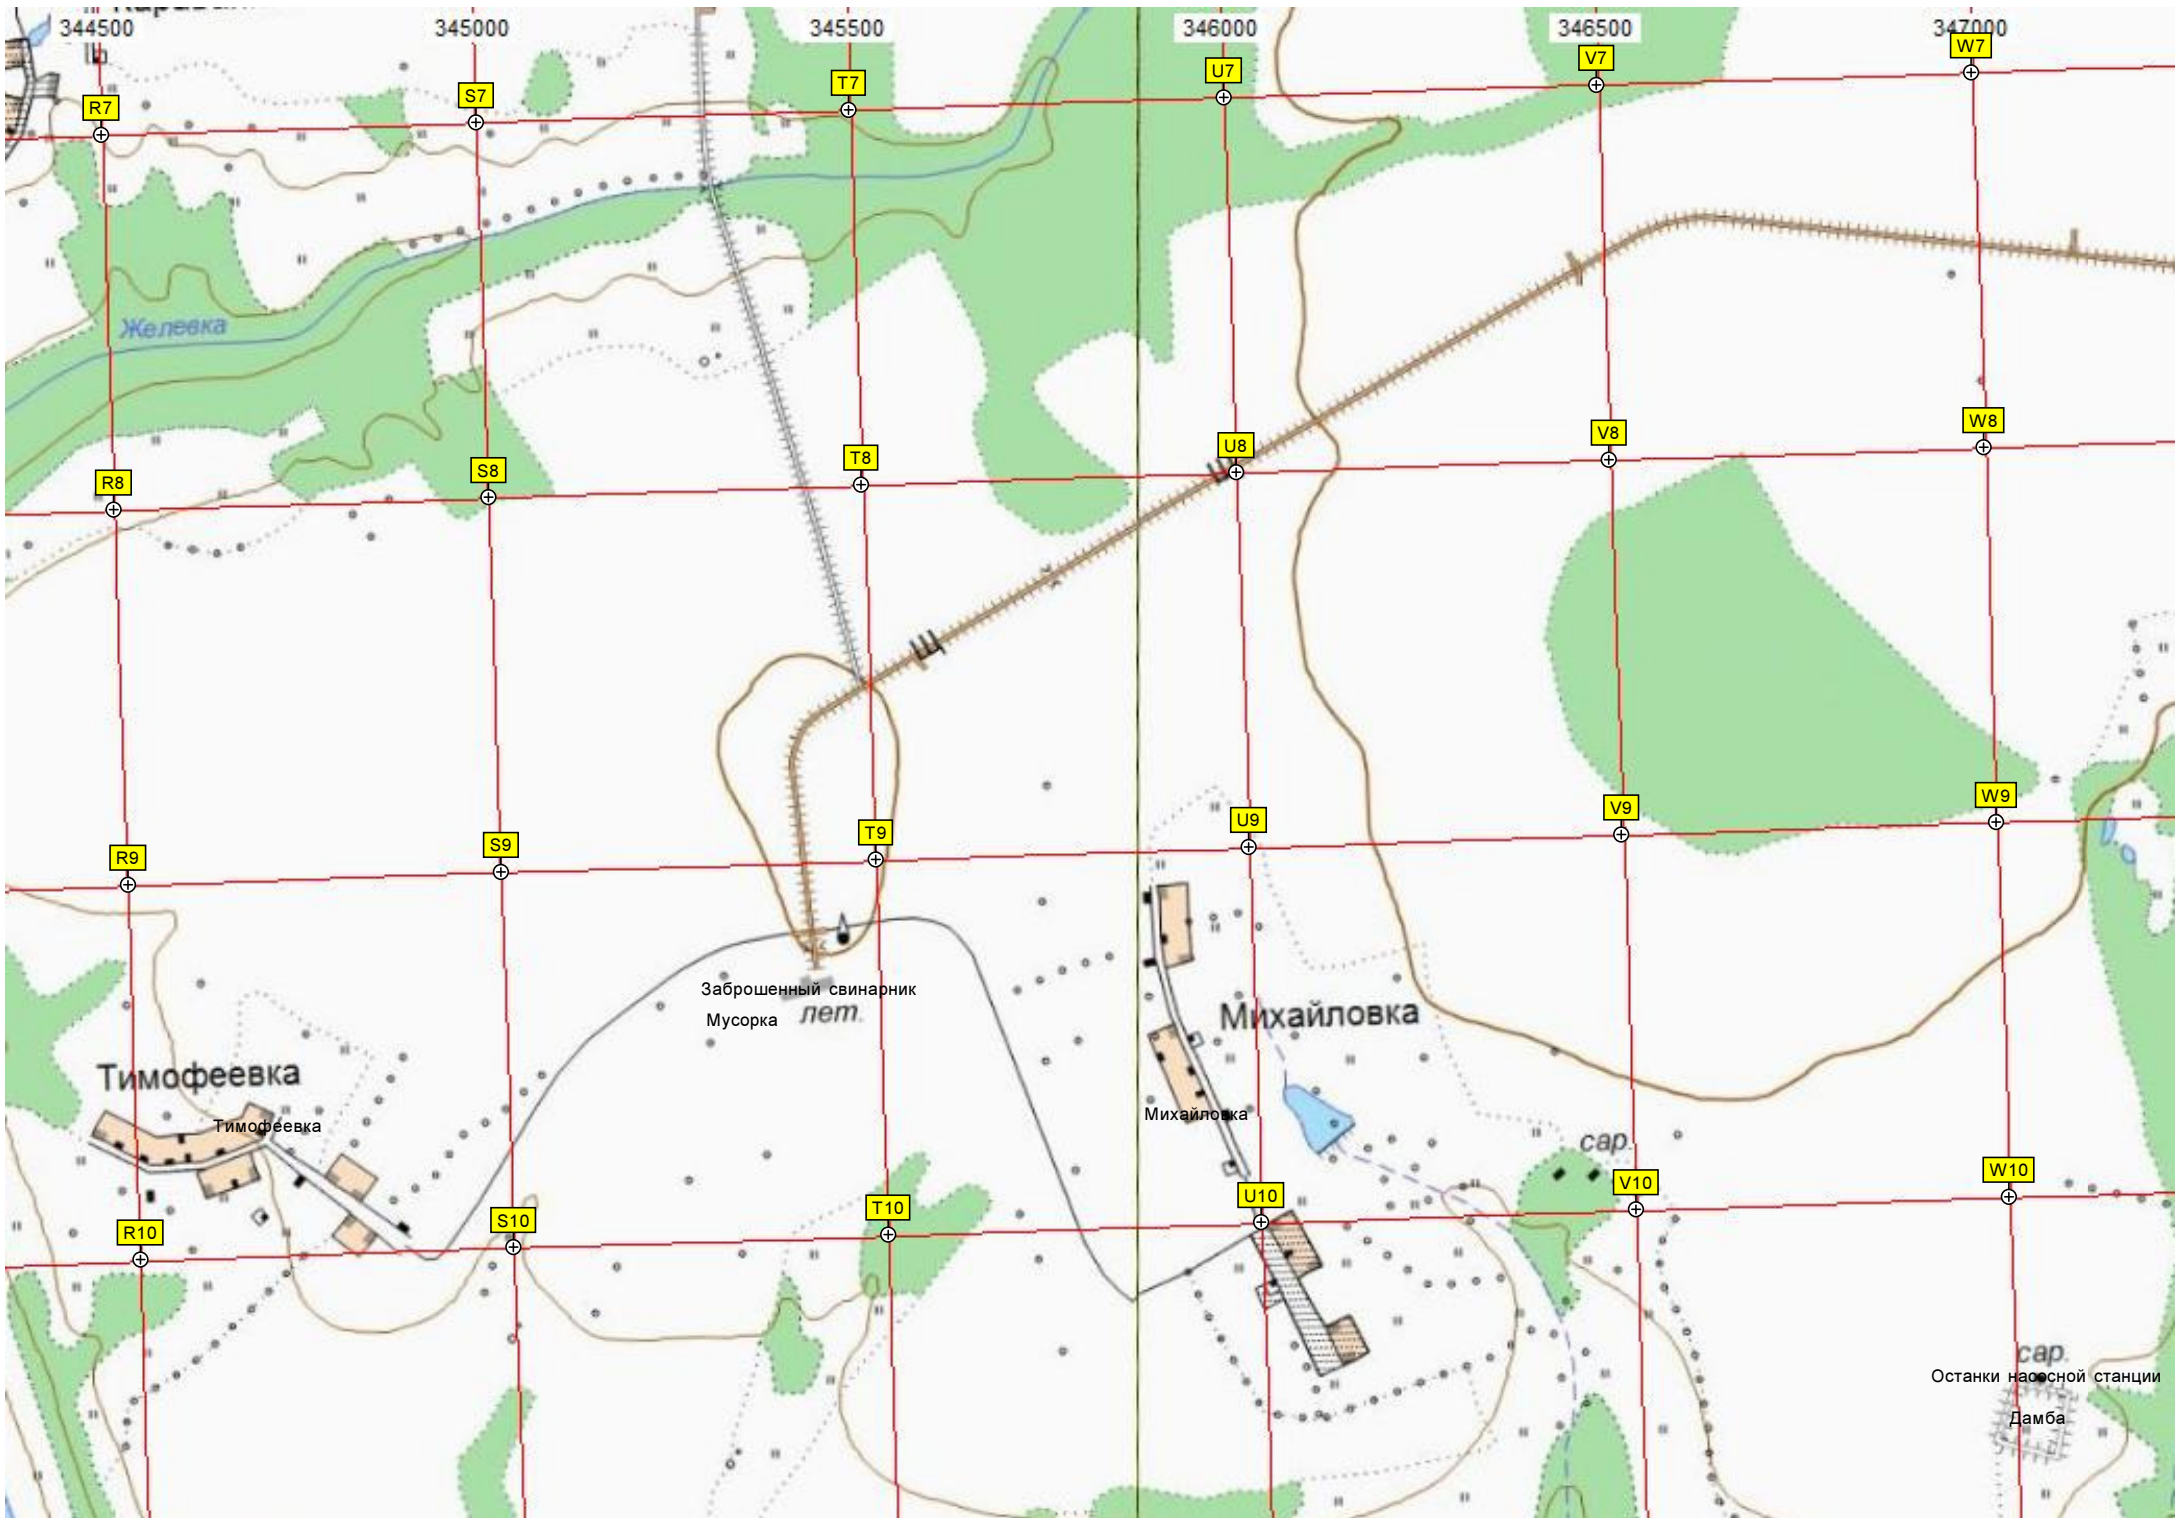 344500 345000 345500 346000 346500 347000
R7 S7 T7 U7 V7 W7
Желевка
R8 S8 T8 U8 V8 W8
R9 S9 T9 U9 V9 W9
Заброшенный свинарник
Мусорка лет.
Михайловка
Тимофеевка
Тимофеевка
Михайловка
сар.
R10 S10 T10 U10 V10 W10
сар.
Останки насосной станции
Дамба